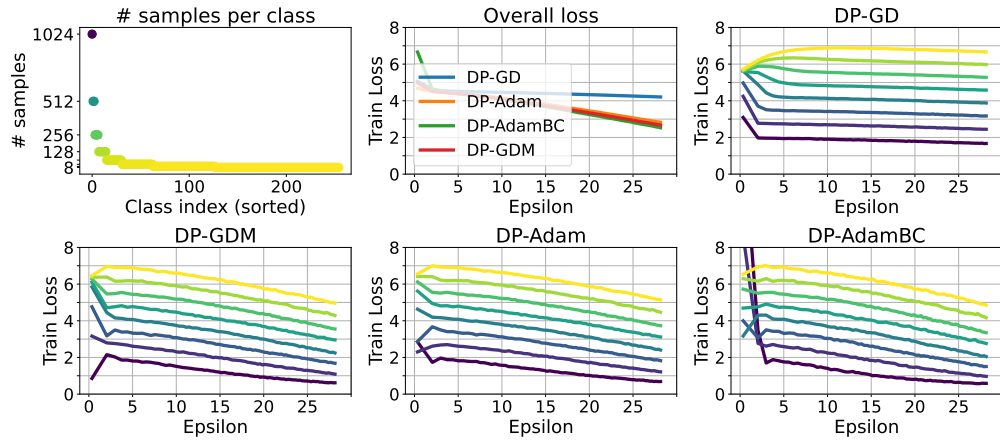 # samples per class
# samples
1024
512
256
128
8
0
100
200
Class index (sorted)
Overall loss
Train Loss
8
6
4
2
0
DP-GD
DP-Adam
DP-AdamBC
DP-GDM
0 5 10 15 20 25
Epsilon
DP-GD
Train Loss
8
6
4
2
0
0 5 10 15 20 25
Epsilon
DP-GDM
Train Loss
8
6
4
2
0
0 5 10 15 20 25
Epsilon
DP-Adam
Train Loss
8
6
4
2
0
0 5 10 15 20 25
Epsilon
DP-AdamBC
Train Loss
8
6
4
2
0
0 5 10 15 20 25
Epsilon